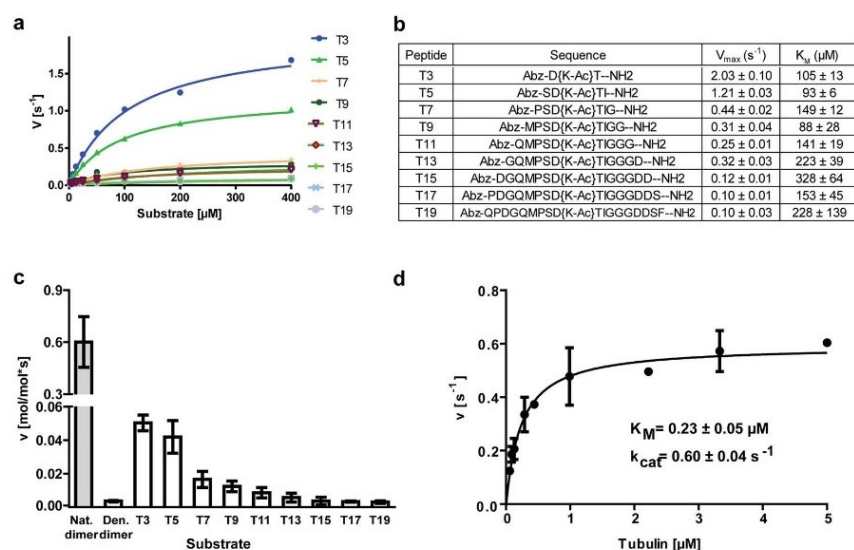 a
V [s⁻¹]
1.5
1.0
0.5
0.0
0
100
200
300
400
Substrate [µM]
T3
T5
T7
T9
T11
T13
T15
T17
T19
b
Peptide Sequence Vmax (s⁻¹) KM (µM)
T3 Abz-D{K-Ac}T--NH2 2.03 ± 0.10 105 ± 13
T5 Abz-SD{K-Ac}TI--NH2 1.21 ± 0.03 93 ± 6
T7 Abz-PSD{K-Ac}TIG--NH2 0.44 ± 0.02 149 ± 12
T9 Abz-MPSD{K-Ac}TIGG--NH2 0.31 ± 0.04 88 ± 28
T11 Abz-QMPSD{K-Ac}TIGGG--NH2 0.25 ± 0.01 141 ± 19
T13 Abz-GQMPSD{K-Ac}TIGGGD--NH2 0.32 ± 0.03 223 ± 39
T15 Abz-DGQMPSD{K-Ac}TIGGGDD--NH2 0.12 ± 0.01 328 ± 64
T17 Abz-PDGQMPSD{K-Ac}TIGGGDDS--NH2 0.10 ± 0.01 153 ± 45
T19 Abz-QPDGQMPSD{K-Ac}TIGGGDDSF--NH2 0.10 ± 0.03 228 ± 139
c
v [mol/mol*s]
0.9
0.6
0.3
0.06
0.04
0.02
0.00
Nat. dimer
Den. dimer
T3
T5
T7
T9
T11
T13
T15
T17
T19
Substrate
d
v [s⁻¹]
0.8
0.6
0.4
0.2
0.0
0
1
2
3
4
5
KM= 0.23 ± 0.05 µM
kcat= 0.60 ± 0.04 s⁻¹
Tubulin [µM]